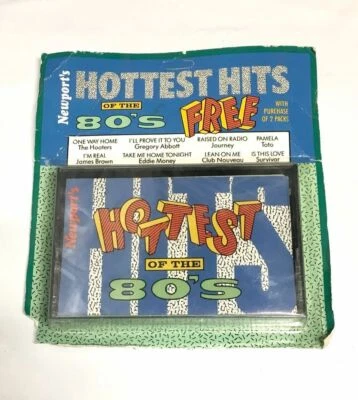 Newport's
HOTTEST HITS
OF THE
80'S
FREE
WITH
PURCHASE
OF 2 PACKS
ONE WAY HOME
The Hooters
I'LL PROVE IT TO YOU
Gregory Abbott
RAISED ON RADIO
Journey
PAMELA
Toto
I'M REAL
James Brown
TAKE ME HOME TONIGHT
Eddie Money
LEAN ON ME
Club Nouveau
IS THIS LOVE
Survivor
Newport's
HOTTEST
OF THE
80'S